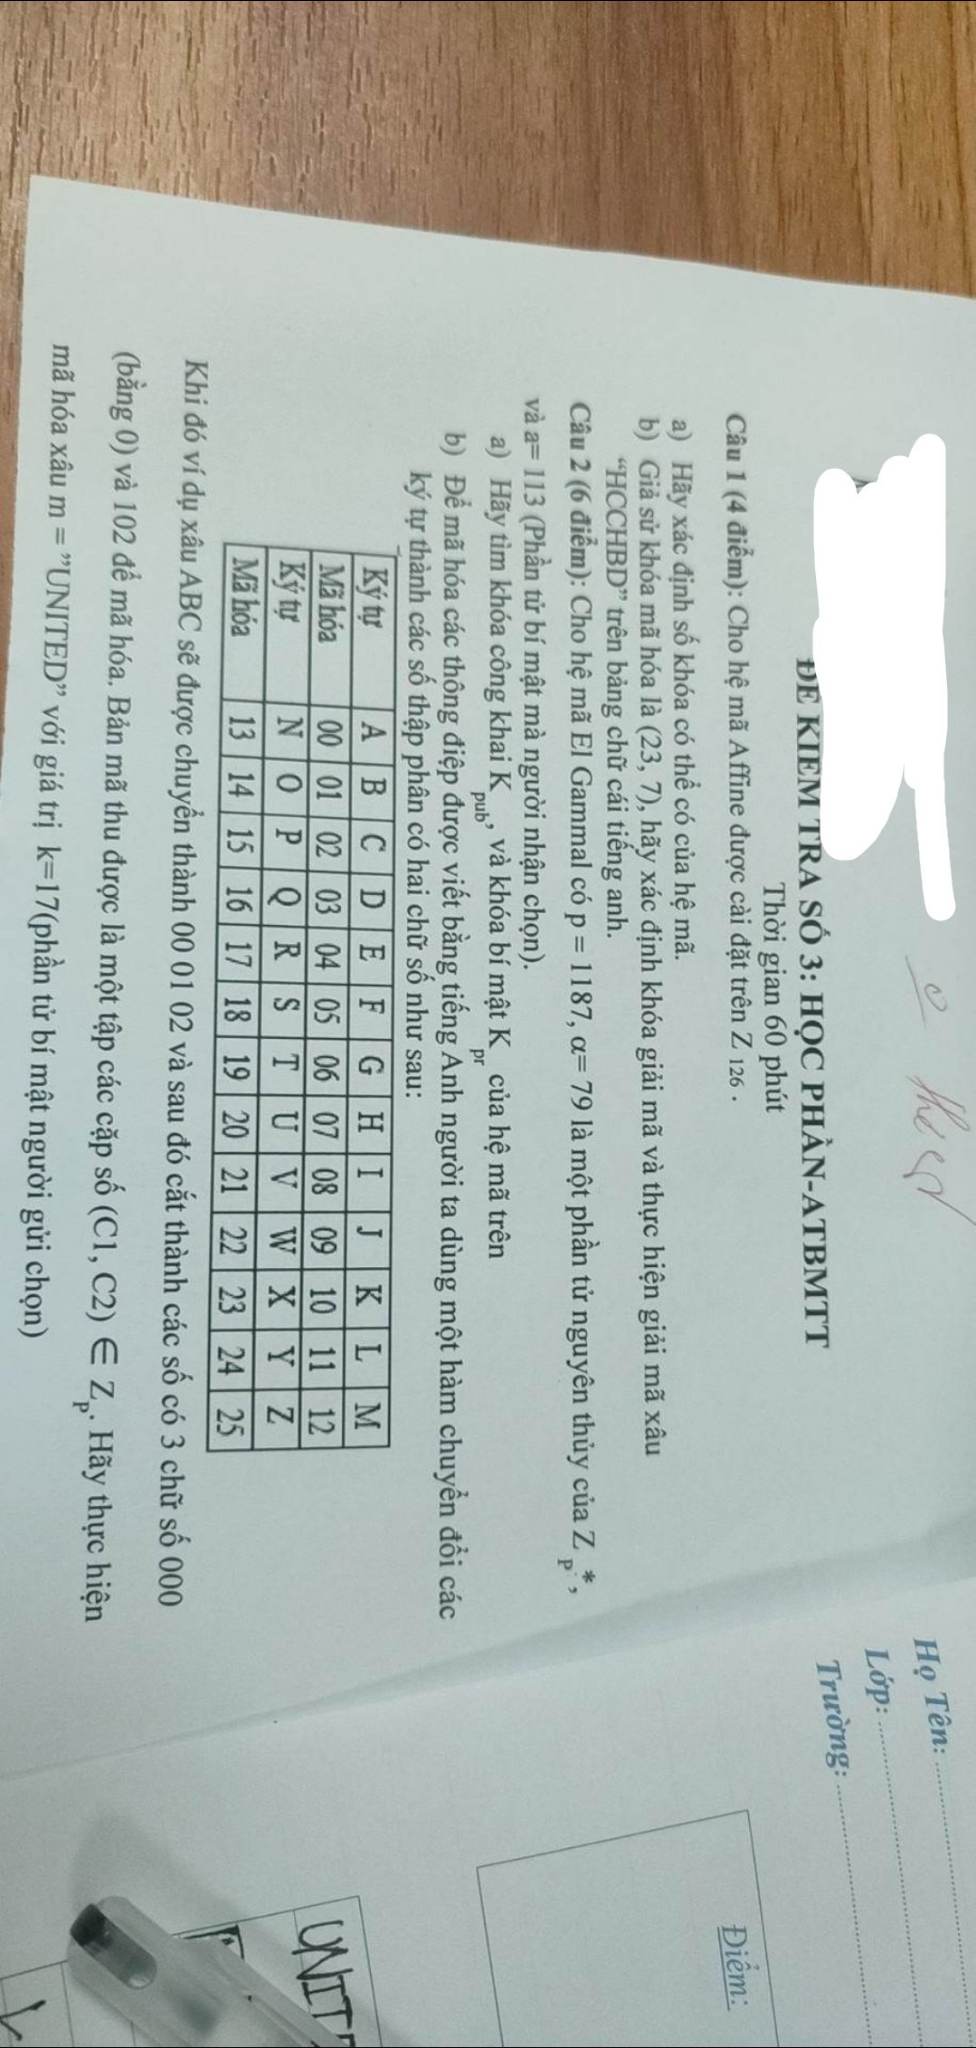 Họ Tên:
Lớp:
Trường:
ĐỀ KIỂM TRA SỐ 3: HỌC PHẦN-ATBMTT
Thời gian 60 phút
Điểm:
Câu 1 (4 điểm): Cho hệ mã Affine được cài đặt trên Z 126 .
a) Hãy xác định số khóa có thể có của hệ mã.
b) Giả sử khóa mã hóa là (23, 7), hãy xác định khóa giải mã và thực hiện giải mã xâu
“HCCHBD” trên bảng chữ cái tiếng anh.
Câu 2 (6 điểm): Cho hệ mã El Gammal có p = 1187, α= 79 là một phần tử nguyên thủy của Z p*,
và a= 113 (Phần tử bí mật mà người nhận chọn).
a) Hãy tìm khóa công khai K pub, và khóa bí mật K pr của hệ mã trên
b) Để mã hóa các thông điệp được viết bằng tiếng Anh người ta dùng một hàm chuyển đổi các
ký tự thành các số thập phân có hai chữ số như sau:
Ký tự A B C D E F G H I J K L M
Mã hóa 00 01 02 03 04 05 06 07 08 09 10 11 12
Ký tự N O P Q R S T U V W X Y Z
Mã hóa 13 14 15 16 17 18 19 20 21 22 23 24 25
UNIT
Khi đó ví dụ xâu ABC sẽ được chuyển thành 00 01 02 và sau đó cắt thành các số có 3 chữ số 000
(bằng 0) và 102 để mã hóa. Bản mã thu được là một tập các cặp số (C1, C2) ∈ Zp. Hãy thực hiện
mã hóa xâu m = ”UNITED” với giá trị k=17(phần tử bí mật người gửi chọn)